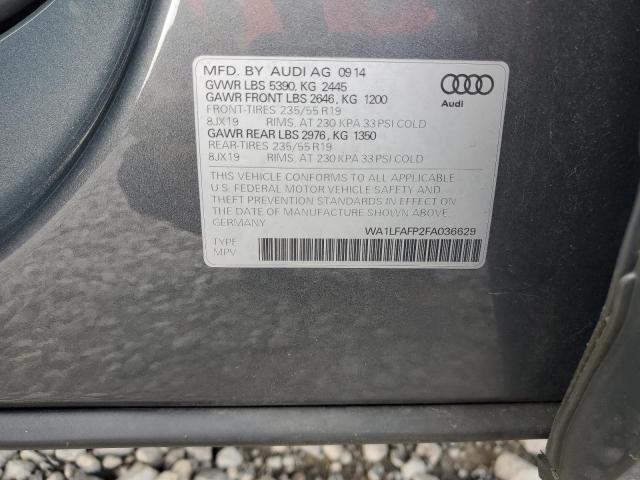 MFD. BY AUDI AG 09 14
GVWR LBS 5390, KG 2445
GAWR FRONT LBS 2646, KG 1200
FRONT-TIRES 235/55 R19
8JX19 RIMS, AT 230 KPA 33 PSI COLD
GAWR REAR LBS 2976, KG 1350
REAR-TIRES 235/55 R19
8JX19 RIMS, AT 230 KPA 33 PSI COLD
Audi
THIS VEHICLE CONFORMS TO ALL APPLICABLE
U.S. FEDERAL MOTOR VEHICLE SAFETY AND
THEFT PREVENTION STANDARDS IN EFFECT ON
THE DATE OF MANUFACTURE SHOWN ABOVE.
GERMANY
WA1LFAFP2FA036629
TYPE
MPV